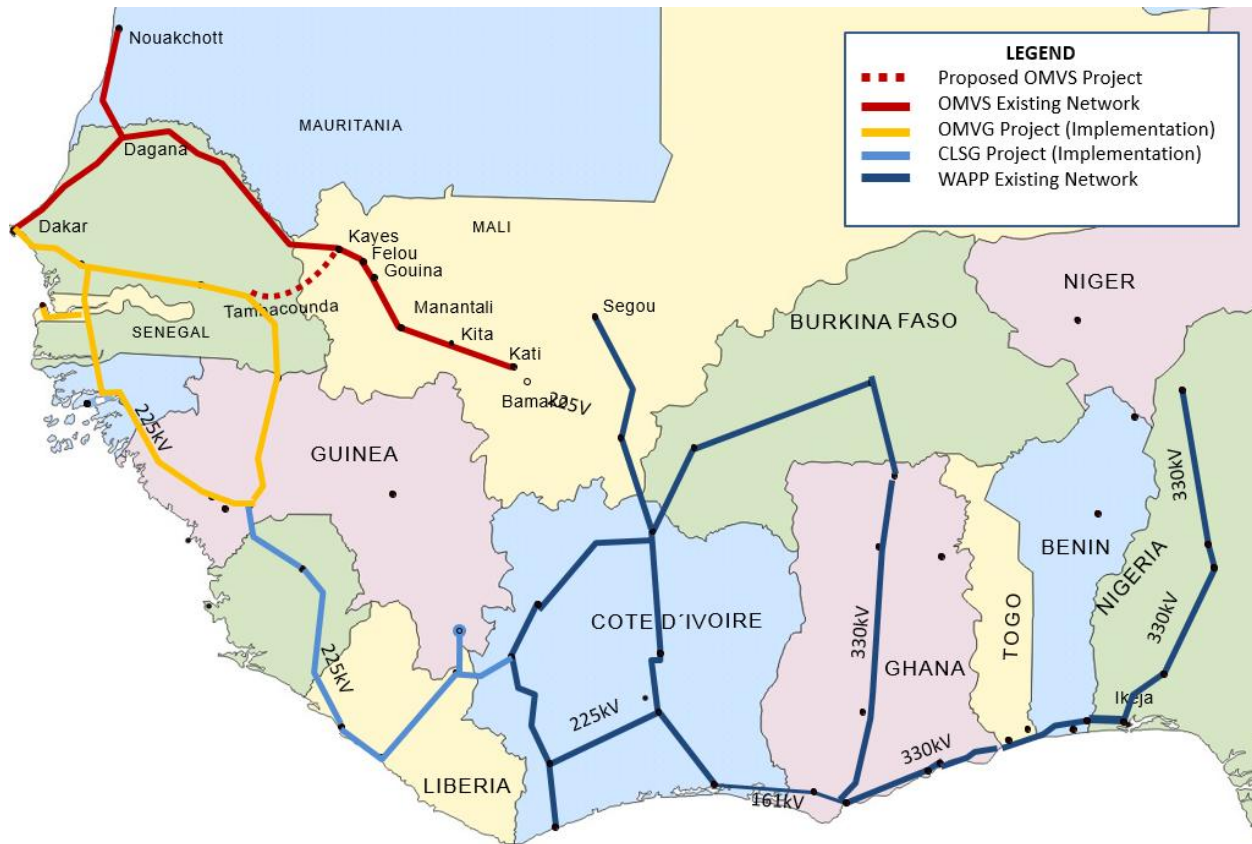 Nouakchott
LEGEND
Proposed OMVS Project
OMVS Existing Network
OMVG Project (Implementation)
CLSG Project (Implementation)
WAPP Existing Network
MAURITANIA
Dagana
Dakar
MALI
Kayes
Felou
Gouina
Tambacounda
SENEGAL
Manantali
Kita
Kati
Bamako
225V
Segou
NIGER
BURKINA FASO
225kV
GUINEA
330kV
BENIN
NIGERIA
330kV
COTE D´IVOIRE
330kV
TOGO
GHANA
225kV
225kV
Ikeja
330kV
LIBERIA
161kV